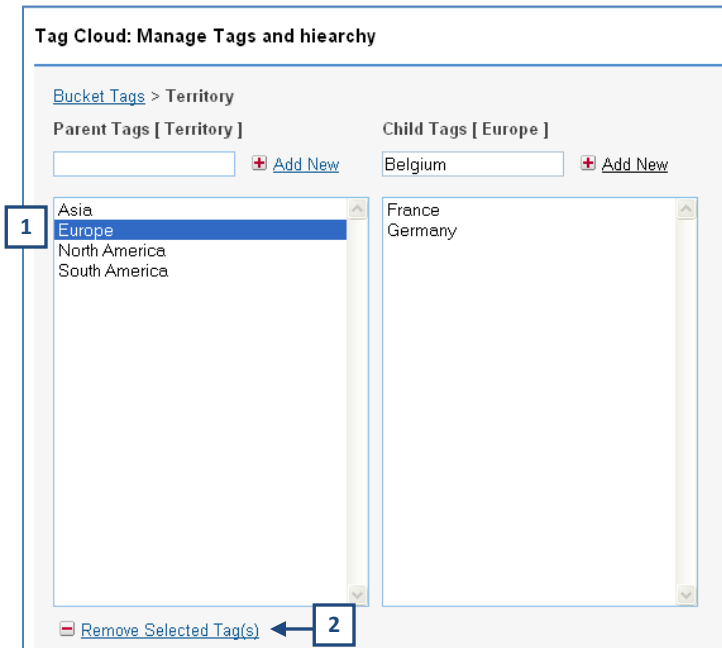 Tag Cloud: Manage Tags and hiearchy
Bucket Tags > Territory
Parent Tags [ Territory ]
Child Tags [ Europe ]
Add New
Belgium
Add New
1
Asia
Europe
North America
South America
France
Germany
Remove Selected Tag(s)
2